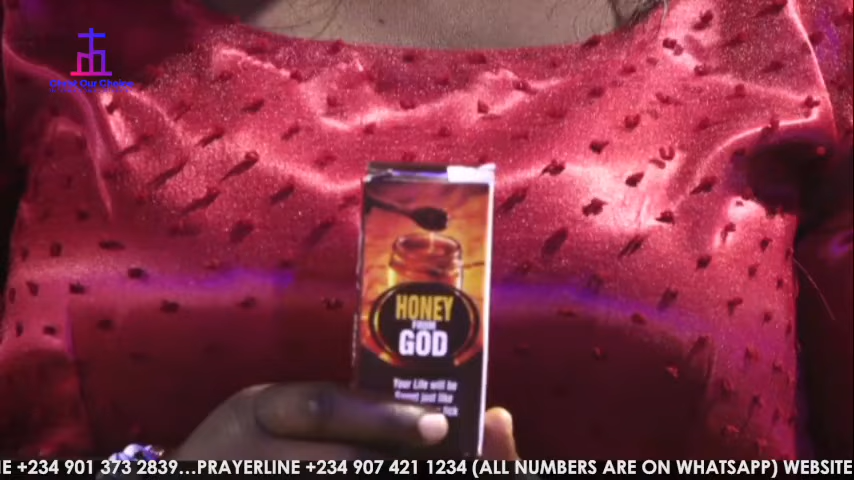 Christ Our Choice
HONEY
FROM
GOD
Your Life will be
Sweet just like
E +234 901 373 2839...PRAYERLINE +234 907 421 1234 (ALL NUMBERS ARE ON WHATSAPP) WEBSITE